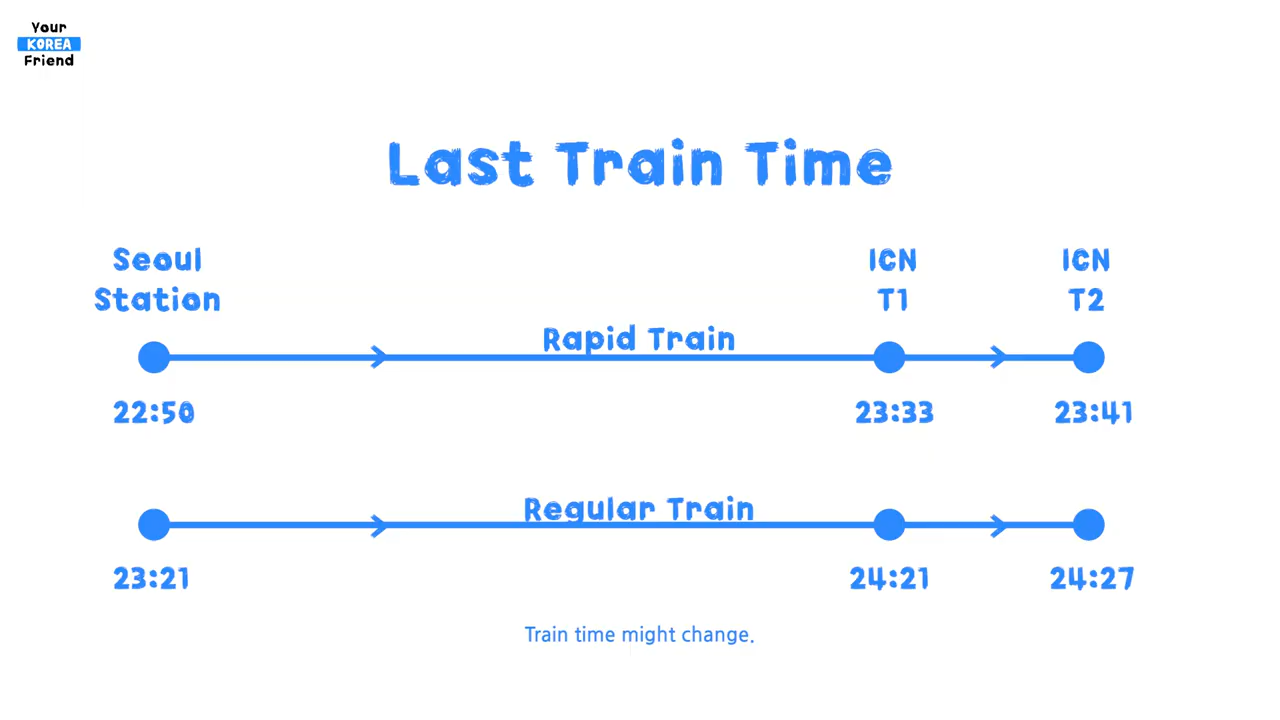 Your
KOREA
Friend
Last Train Time
Seoul
Station
ICN
T1
ICN
T2
Rapid Train
22:50
23:33
23:41
Regular Train
23:21
24:21
24:27
Train time might change.